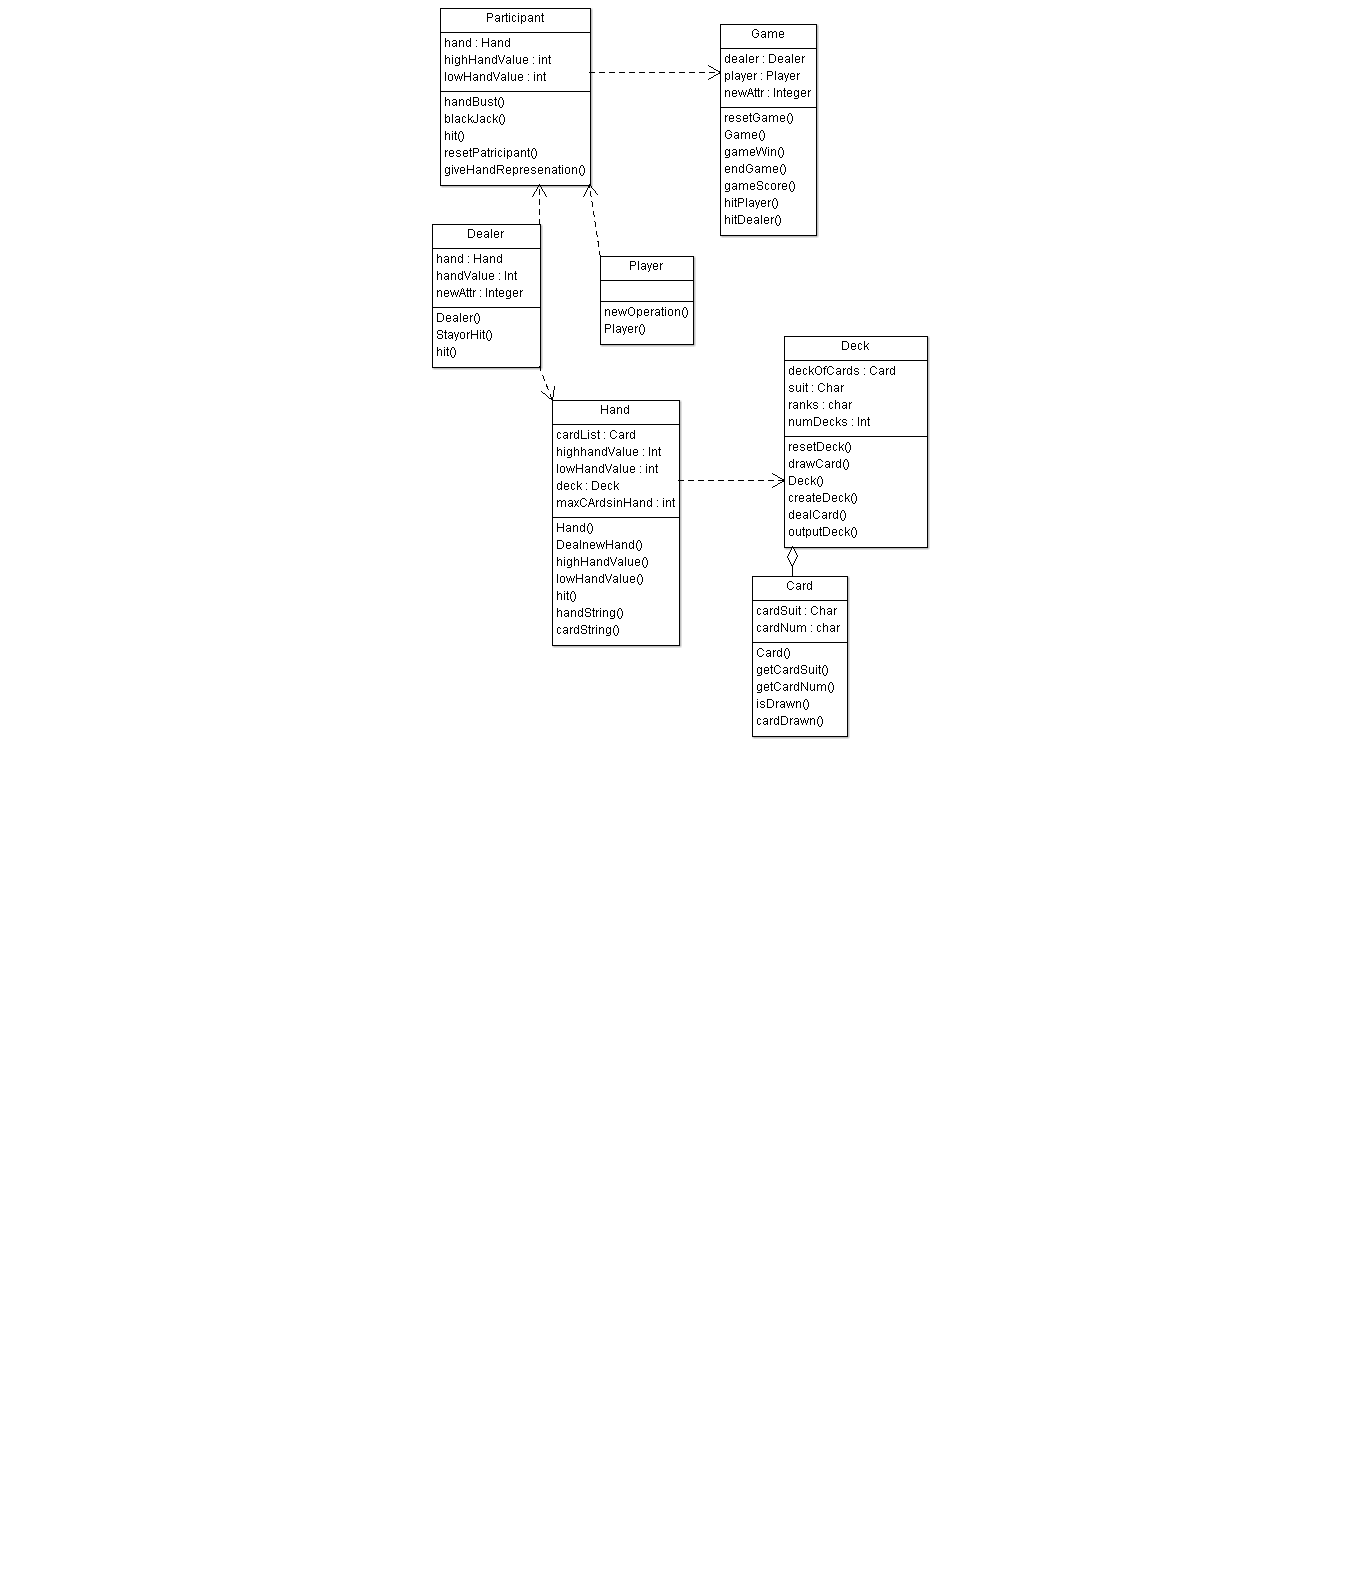 Participant
hand : Hand
highHandValue : int
lowHandValue : int
handBust()
blackJack()
hit()
resetPatricipant()
giveHandRepresenation()
Game
dealer : Dealer
player : Player
newAttr : Integer
resetGame()
Game()
gameWin()
endGame()
gameScore()
hitPlayer()
hitDealer()
Dealer
hand : Hand
handValue : Int
newAttr : Integer
Dealer()
StayorHit()
hit()
Player
newOperation()
Player()
Hand
cardList : Card
highhandValue : Int
lowHandValue : int
deck : Deck
maxCArdsinHand : int
Hand()
DealnewHand()
highHandValue()
lowHandValue()
hit()
handString()
cardString()
Deck
deckOfCards : Card
suit : Char
ranks : char
numDecks : Int
resetDeck()
drawCard()
Deck()
createDeck()
dealCard()
outputDeck()
Card
cardSuit : Char
cardNum : char
Card()
getCardSuit()
getCardNum()
isDrawn()
cardDrawn()